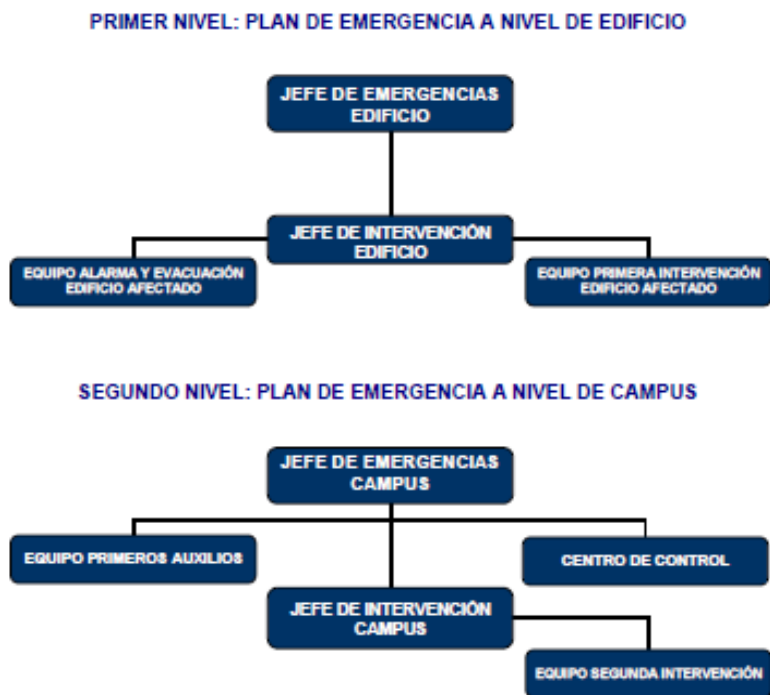 PRIMER NIVEL: PLAN DE EMERGENCIA A NIVEL DE EDIFICIO
JEFE DE EMERGENCIAS
EDIFICIO
JEFE DE INTERVENCIÓN
EDIFICIO
EQUIPO ALARMA Y EVACUACIÓN
EDIFICIO AFECTADO
EQUIPO PRIMERA INTERVENCIÓN
EDIFICIO AFECTADO
SEGUNDO NIVEL: PLAN DE EMERGENCIA A NIVEL DE CAMPUS
JEFE DE EMERGENCIAS
CAMPUS
EQUIPO PRIMEROS AUXILIOS
CENTRO DE CONTROL
JEFE DE INTERVENCIÓN
CAMPUS
EQUIPO SEGUNDA INTERVENCIÓN